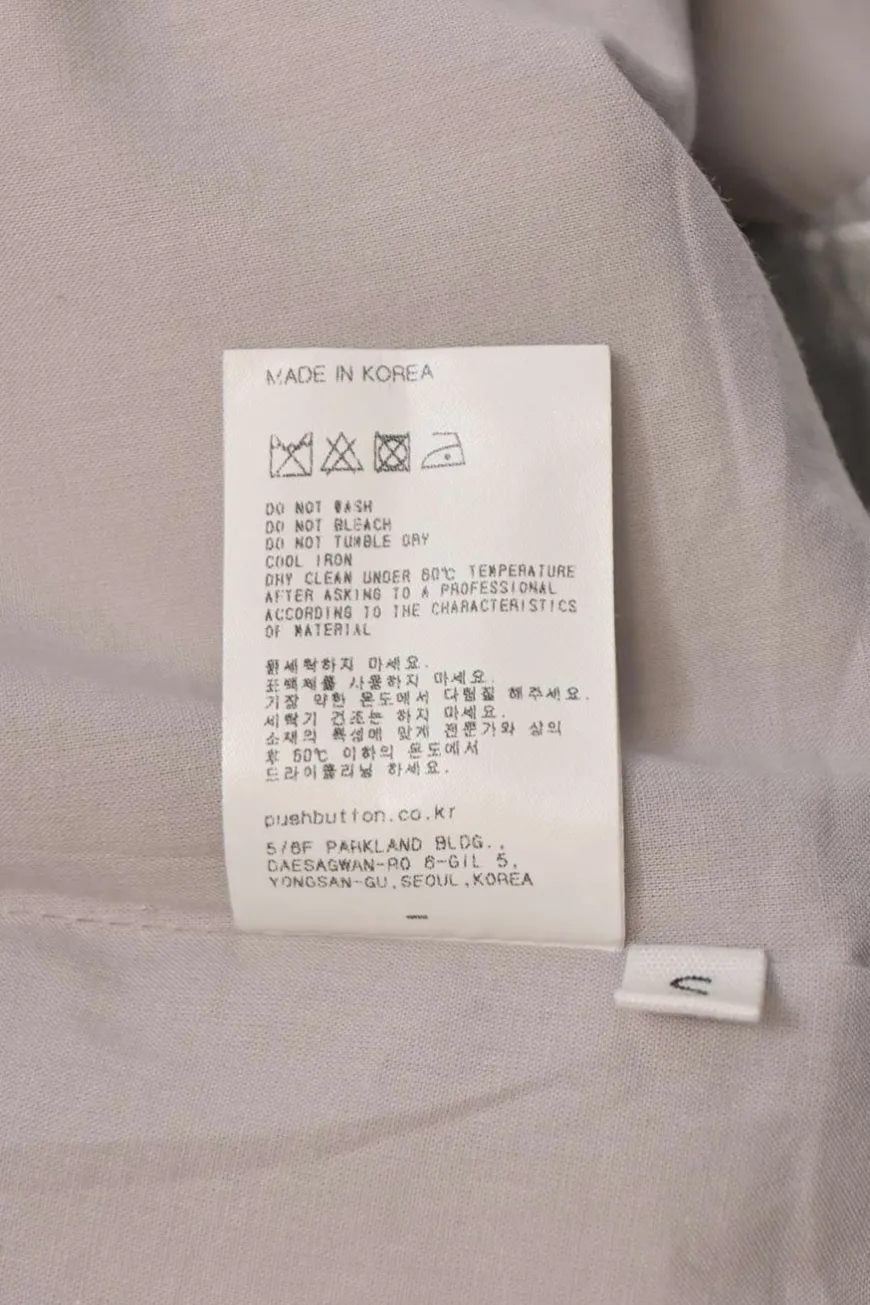 MADE IN KOREA
DO NOT WASH
DO NOT BLEACH
DO NOT TUMBLE DRY
COOL IRON
DRY CLEAN UNDER 60℃ TEMPERATURE
AFTER ASKING TO A PROFESSIONAL
ACCORDING TO THE CHARACTERISTICS
OF MATERIAL
물세탁하지 마세요.
표백제를 사용하지 마세요.
가장 약한 온도에서 다림질 해주세요.
세탁기 건조는 하지 마세요.
소재의 특성에 맞게 전문가와 상의
후 60℃ 이하의 온도에서
드라이클리닝 하세요.
pushbutton.co.kr
5/6F PARKLAND BLDG.,
DAESAGWAN-RO 6-GIL 5,
YONGSAN-GU,SEOUL,KOREA